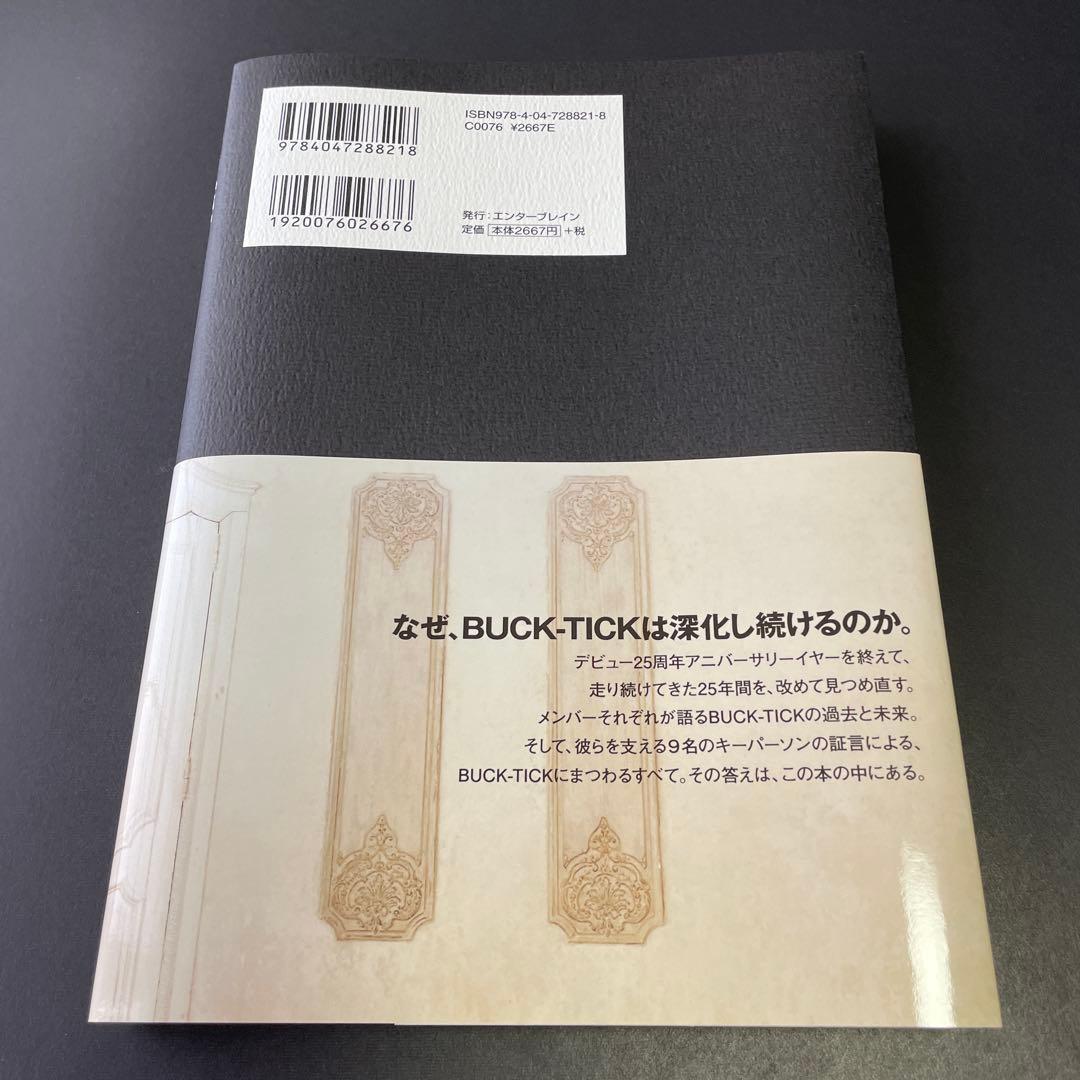 ISBN978-4-04-728821-8
C0076 ¥2667E
9784047288218
1920076026676
発行:エンターブレイン
定価 本体2667円 +税
なぜ、BUCK-TICKは深化し続けるのか。
デビュー25周年アニバーサリーイヤーを終えて、
走り続けてきた25年間を、改めて見つめ直す。
メンバーそれぞれが語るBUCK-TICKの過去と未来。
そして、彼らを支える9名のキーパーソンの証言による、
BUCK-TICKにまつわるすべて。その答えは、この本の中にある。